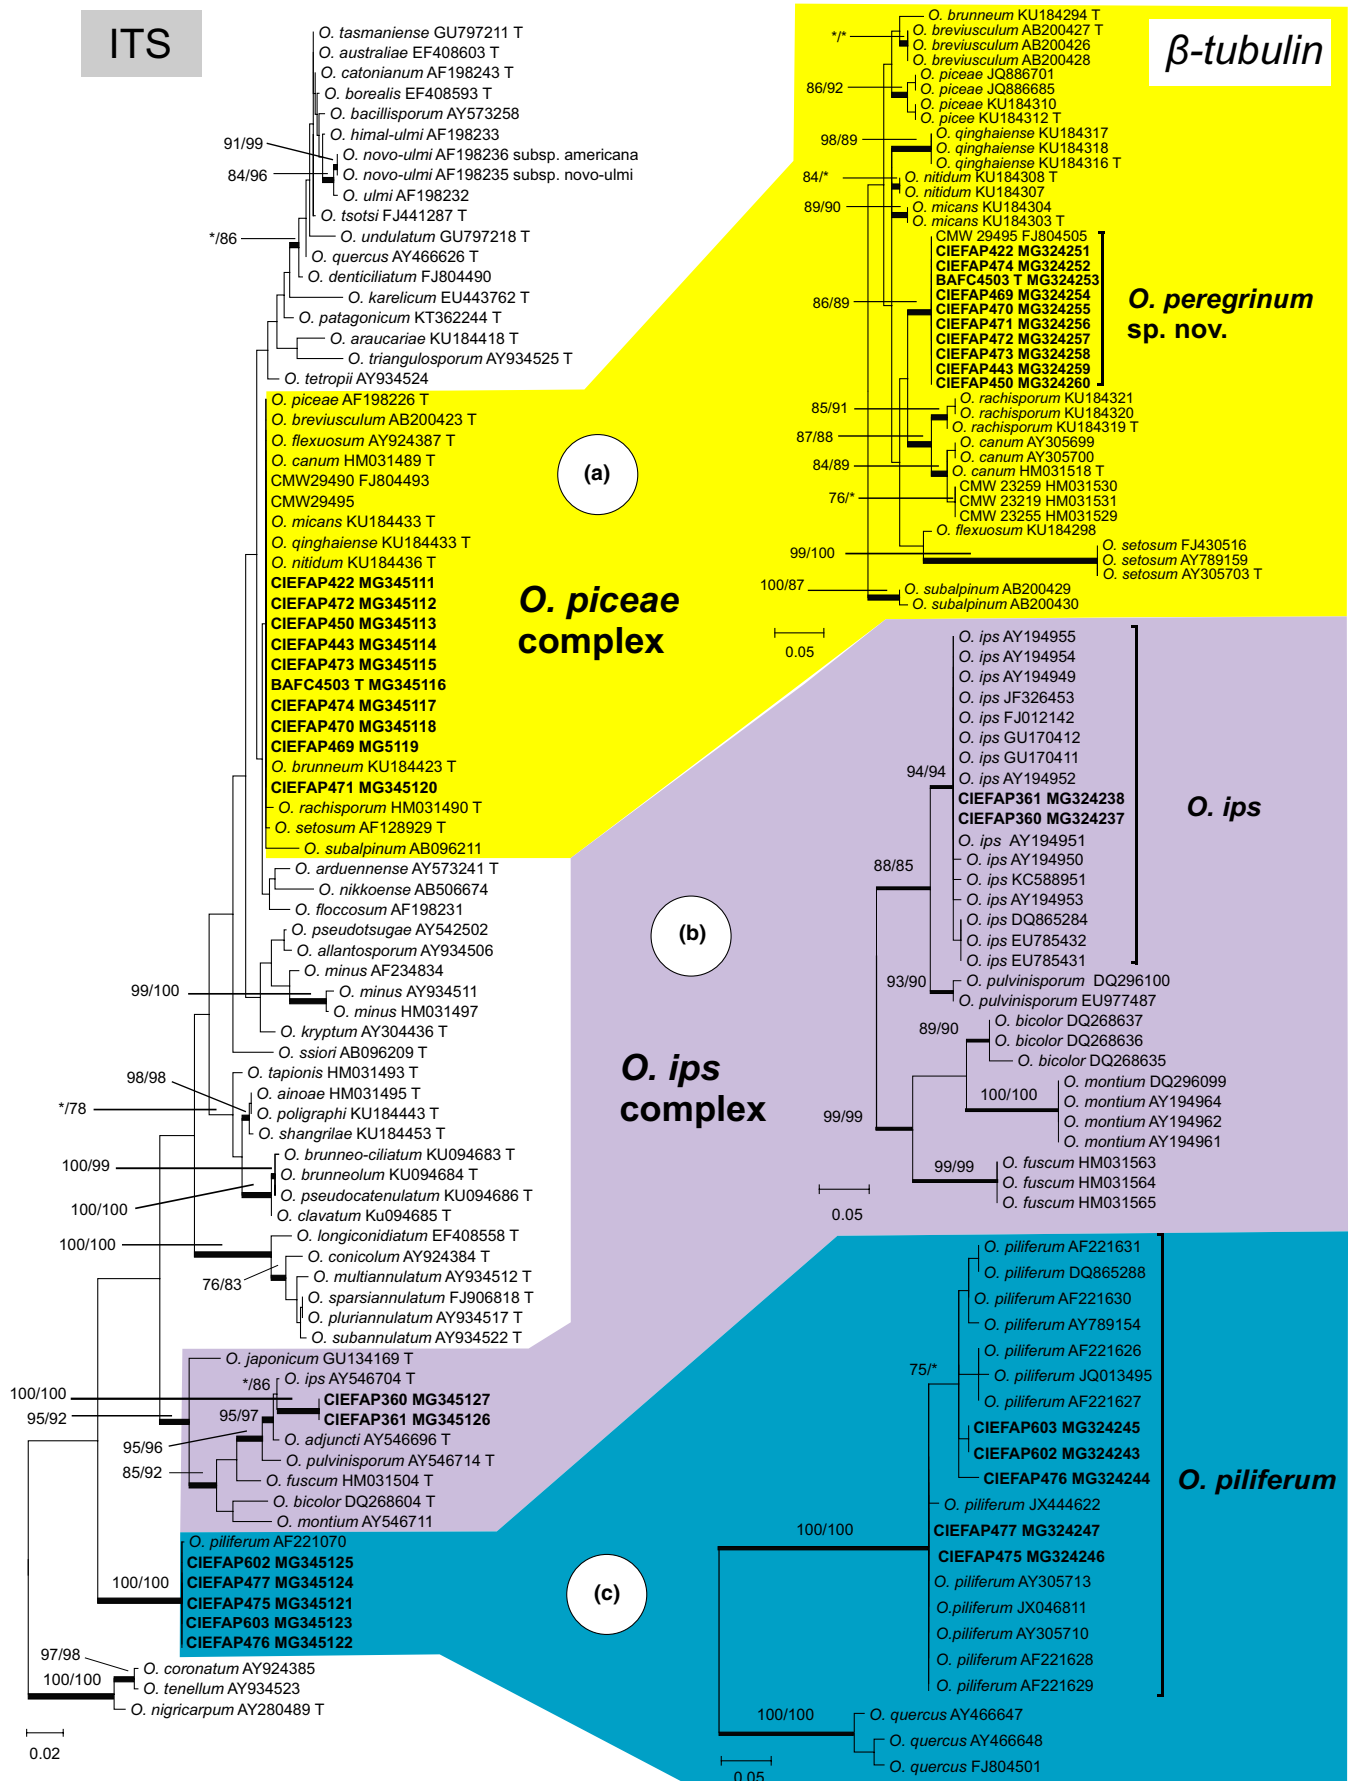 ITS
O. tasmaniense GU797211 T
O. australiae EF408603 T
O. catonianum AF198243 T
O. borealis EF408593 T
O. bacillisporum AY573258
O. himal-ulmi AF198233
91/99
O. novo-ulmi AF198236 subsp. americana
84/96
O. novo-ulmi AF198235 subsp. novo-ulmi
O. ulmi AF198232
O. tsotsi FJ441287 T
*/86
O. undulatum GU797218 T
O. quercus AY466626 T
O. denticiliatum FJ804490
O. karelicum EU443762 T
O. patagonicum KT362244 T
O. araucariae KU184418 T
O. triangulosporum AY934525 T
O. tetropii AY934524
O. piceae AF198226 T
O. breviusculum AB200423 T
O. flexuosum AY924387 T
O. canum HM031489 T
CMW29490 FJ804493
CMW29495
O. micans KU184433 T
O. qinghaiense KU184433 T
O. nitidum KU184436 T
CIEFAP422 MG345111
CIEFAP472 MG345112
CIEFAP450 MG345113
CIEFAP443 MG345114
CIEFAP473 MG345115
BAFC4503 T MG345116
CIEFAP474 MG345117
CIEFAP470 MG345118
CIEFAP469 MG5119
O. brunneum KU184423 T
CIEFAP471 MG345120
O. rachisporum HM031490 T
O. setosum AF128929 T
O. subalpinum AB096211
(a)
O. piceae
complex
O. arduennense AY573241 T
O. nikkoense AB506674
O. floccosum AF198231
O. pseudotsugae AY542502
O. allantosporum AY934506
O. minus AF234834
99/100
O. minus AY934511
O. minus HM031497
O. kryptum AY304436 T
O. ssiori AB096209 T
O. tapionis HM031493 T
98/98
O. ainoae HM031495 T
*/78
O. poligraphi KU184443 T
O. shangrilae KU184453 T
O. brunneo-ciliatum KU094683 T
100/99
O. brunneolum KU094684 T
O. pseudocatenulatum KU094686 T
100/100
O. clavatum Ku094685 T
O. longiconidiatum EF408558 T
100/100
O. conicolum AY924384 T
O. multiannulatum AY934512 T
76/83
O. sparsiannulatum FJ906818 T
O. pluriannulatum AY934517 T
O. subannulatum AY934522 T
(b)
O. ips
complex
O. japonicum GU134169 T
O. ips AY546704 T
*/86
100/100
CIEFAP360 MG345127
95/92
95/97
CIEFAP361 MG345126
95/96
O. adjuncti AY546696 T
O. pulvinisporum AY546714 T
85/92
O. fuscum HM031504 T
O. bicolor DQ268604 T
O. montium AY546711
O. piliferum AF221070
CIEFAP602 MG345125
100/100
CIEFAP477 MG345124
CIEFAP475 MG345121
CIEFAP603 MG345123
CIEFAP476 MG345122
(c)
97/98
O. coronatum AY924385
100/100
O. tenellum AY934523
O. nigricarpum AY280489 T
0.02
β-tubulin
O. brunneum KU184294 T
*/*
O. breviusculum AB200427 T
O. breviusculum AB200426
O. breviusculum AB200428
O. piceae JQ886701
86/92
O. piceae JQ886685
O. piceae KU184310
O. picee KU184312 T
O. qinghaiense KU184317
98/89
O. qinghaiense KU184318
O. qinghaiense KU184316 T
84/*
O. nitidum KU184308 T
O. nitidum KU184307
89/90
O. micans KU184304
O. micans KU184303 T
CMW 29495 FJ804505
CIEFAP422 MG324251
CIEFAP474 MG324252
BAFC4503 T MG324253
CIEFAP469 MG324254
86/89
CIEFAP470 MG324255
CIEFAP471 MG324256
CIEFAP472 MG324257
CIEFAP473 MG324258
CIEFAP443 MG324259
CIEFAP450 MG324260
O. peregrinum
sp. nov.
O. rachisporum KU184321
85/91
O. rachisporum KU184320
O. rachisporum KU184319 T
87/88
O. canum AY305699
O. canum AY305700
84/89
O. canum HM031518 T
CMW 23259 HM031530
76/*
CMW 23219 HM031531
CMW 23255 HM031529
O. flexuosum KU184298
99/100
O. setosum FJ430516
O. setosum AY789159
O. setosum AY305703 T
100/87
O. subalpinum AB200429
O. subalpinum AB200430
0.05
O. ips AY194955
O. ips AY194954
O. ips AY194949
O. ips JF326453
O. ips FJ012142
O. ips GU170412
O. ips GU170411
94/94
O. ips AY194952
CIEFAP361 MG324238
CIEFAP360 MG324237
O. ips AY194951
88/85
O. ips AY194950
O. ips KC588951
O. ips AY194953
O. ips DQ865284
O. ips EU785432
O. ips EU785431
O. ips
93/90
O. pulvinisporum DQ296100
O. pulvinisporum EU977487
89/90
O. bicolor DQ268637
O. bicolor DQ268636
O. bicolor DQ268635
O. montium DQ296099
100/100
O. montium AY194964
99/99
O. montium AY194962
O. montium AY194961
99/99
O. fuscum HM031563
O. fuscum HM031564
O. fuscum HM031565
0.05
O. piliferum AF221631
O. piliferum DQ865288
O. piliferum AF221630
O. piliferum AY789154
O. piliferum AF221626
75/*
O. piliferum JQ013495
O. piliferum AF221627
CIEFAP603 MG324245
CIEFAP602 MG324243
CIEFAP476 MG324244
O. piliferum
O. piliferum JX444622
100/100
CIEFAP477 MG324247
CIEFAP475 MG324246
O. piliferum AY305713
O.piliferum JX046811
O.piliferum AY305710
O. piliferum AF221628
O. piliferum AF221629
100/100
O. quercus AY466647
O. quercus AY466648
O. quercus FJ804501
0.05